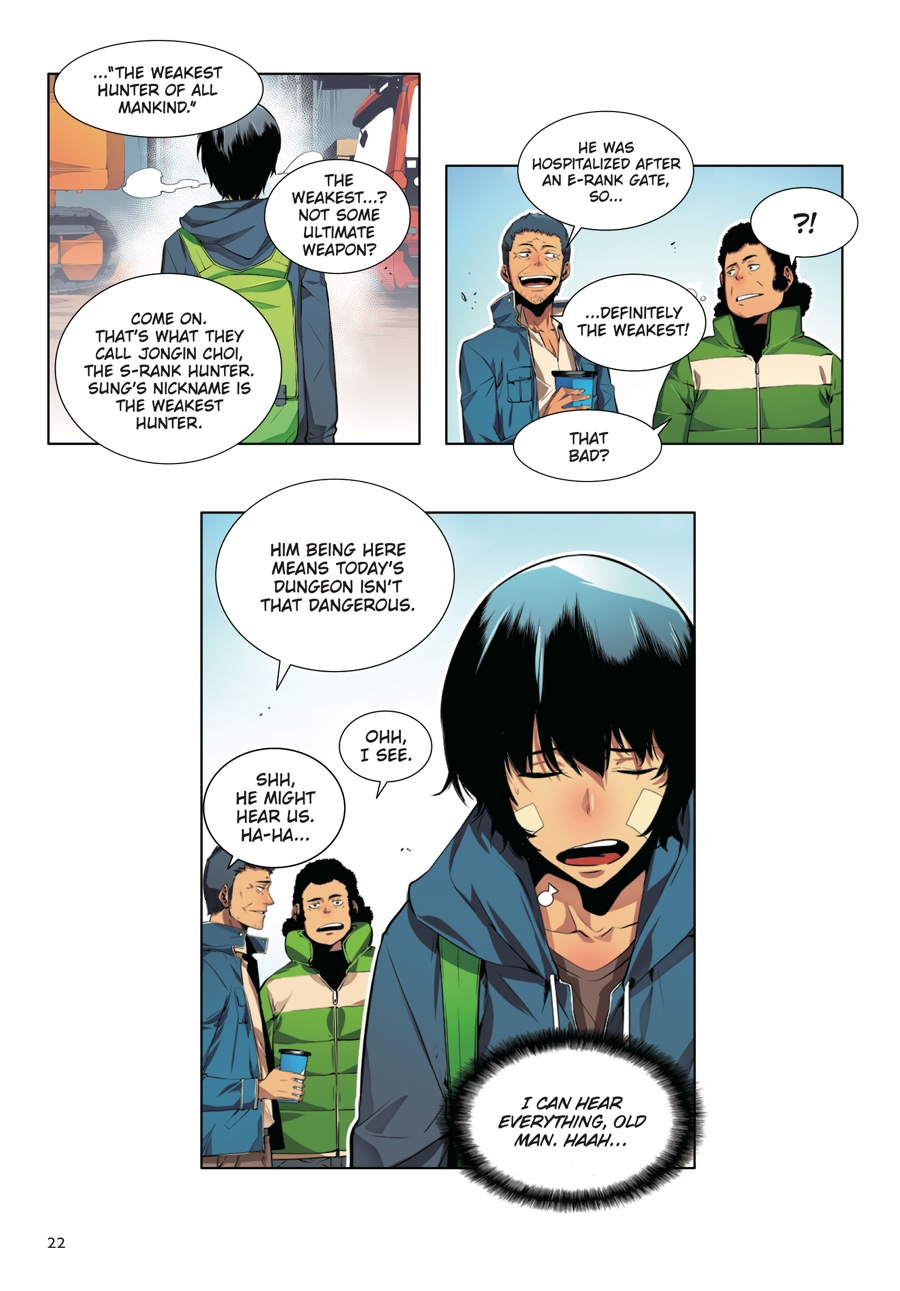 ..."THE WEAKEST
HUNTER OF ALL
MANKIND."
THE
WEAKEST...?
NOT SOME
ULTIMATE
WEAPON?
COME ON.
THAT'S WHAT THEY
CALL JONGIN CHOI,
THE S-RANK HUNTER.
SUNG'S NICKNAME IS
THE WEAKEST
HUNTER.
HE WAS
HOSPITALIZED AFTER
AN E-RANK GATE,
SO...
?!
...DEFINITELY
THE WEAKEST!
THAT
BAD?
HIM BEING HERE
MEANS TODAY'S
DUNGEON ISN'T
THAT DANGEROUS.
OHH,
I SEE.
SHH,
HE MIGHT
HEAR US.
HA-HA...
I CAN HEAR
EVERYTHING, OLD
MAN. HAAH...
22